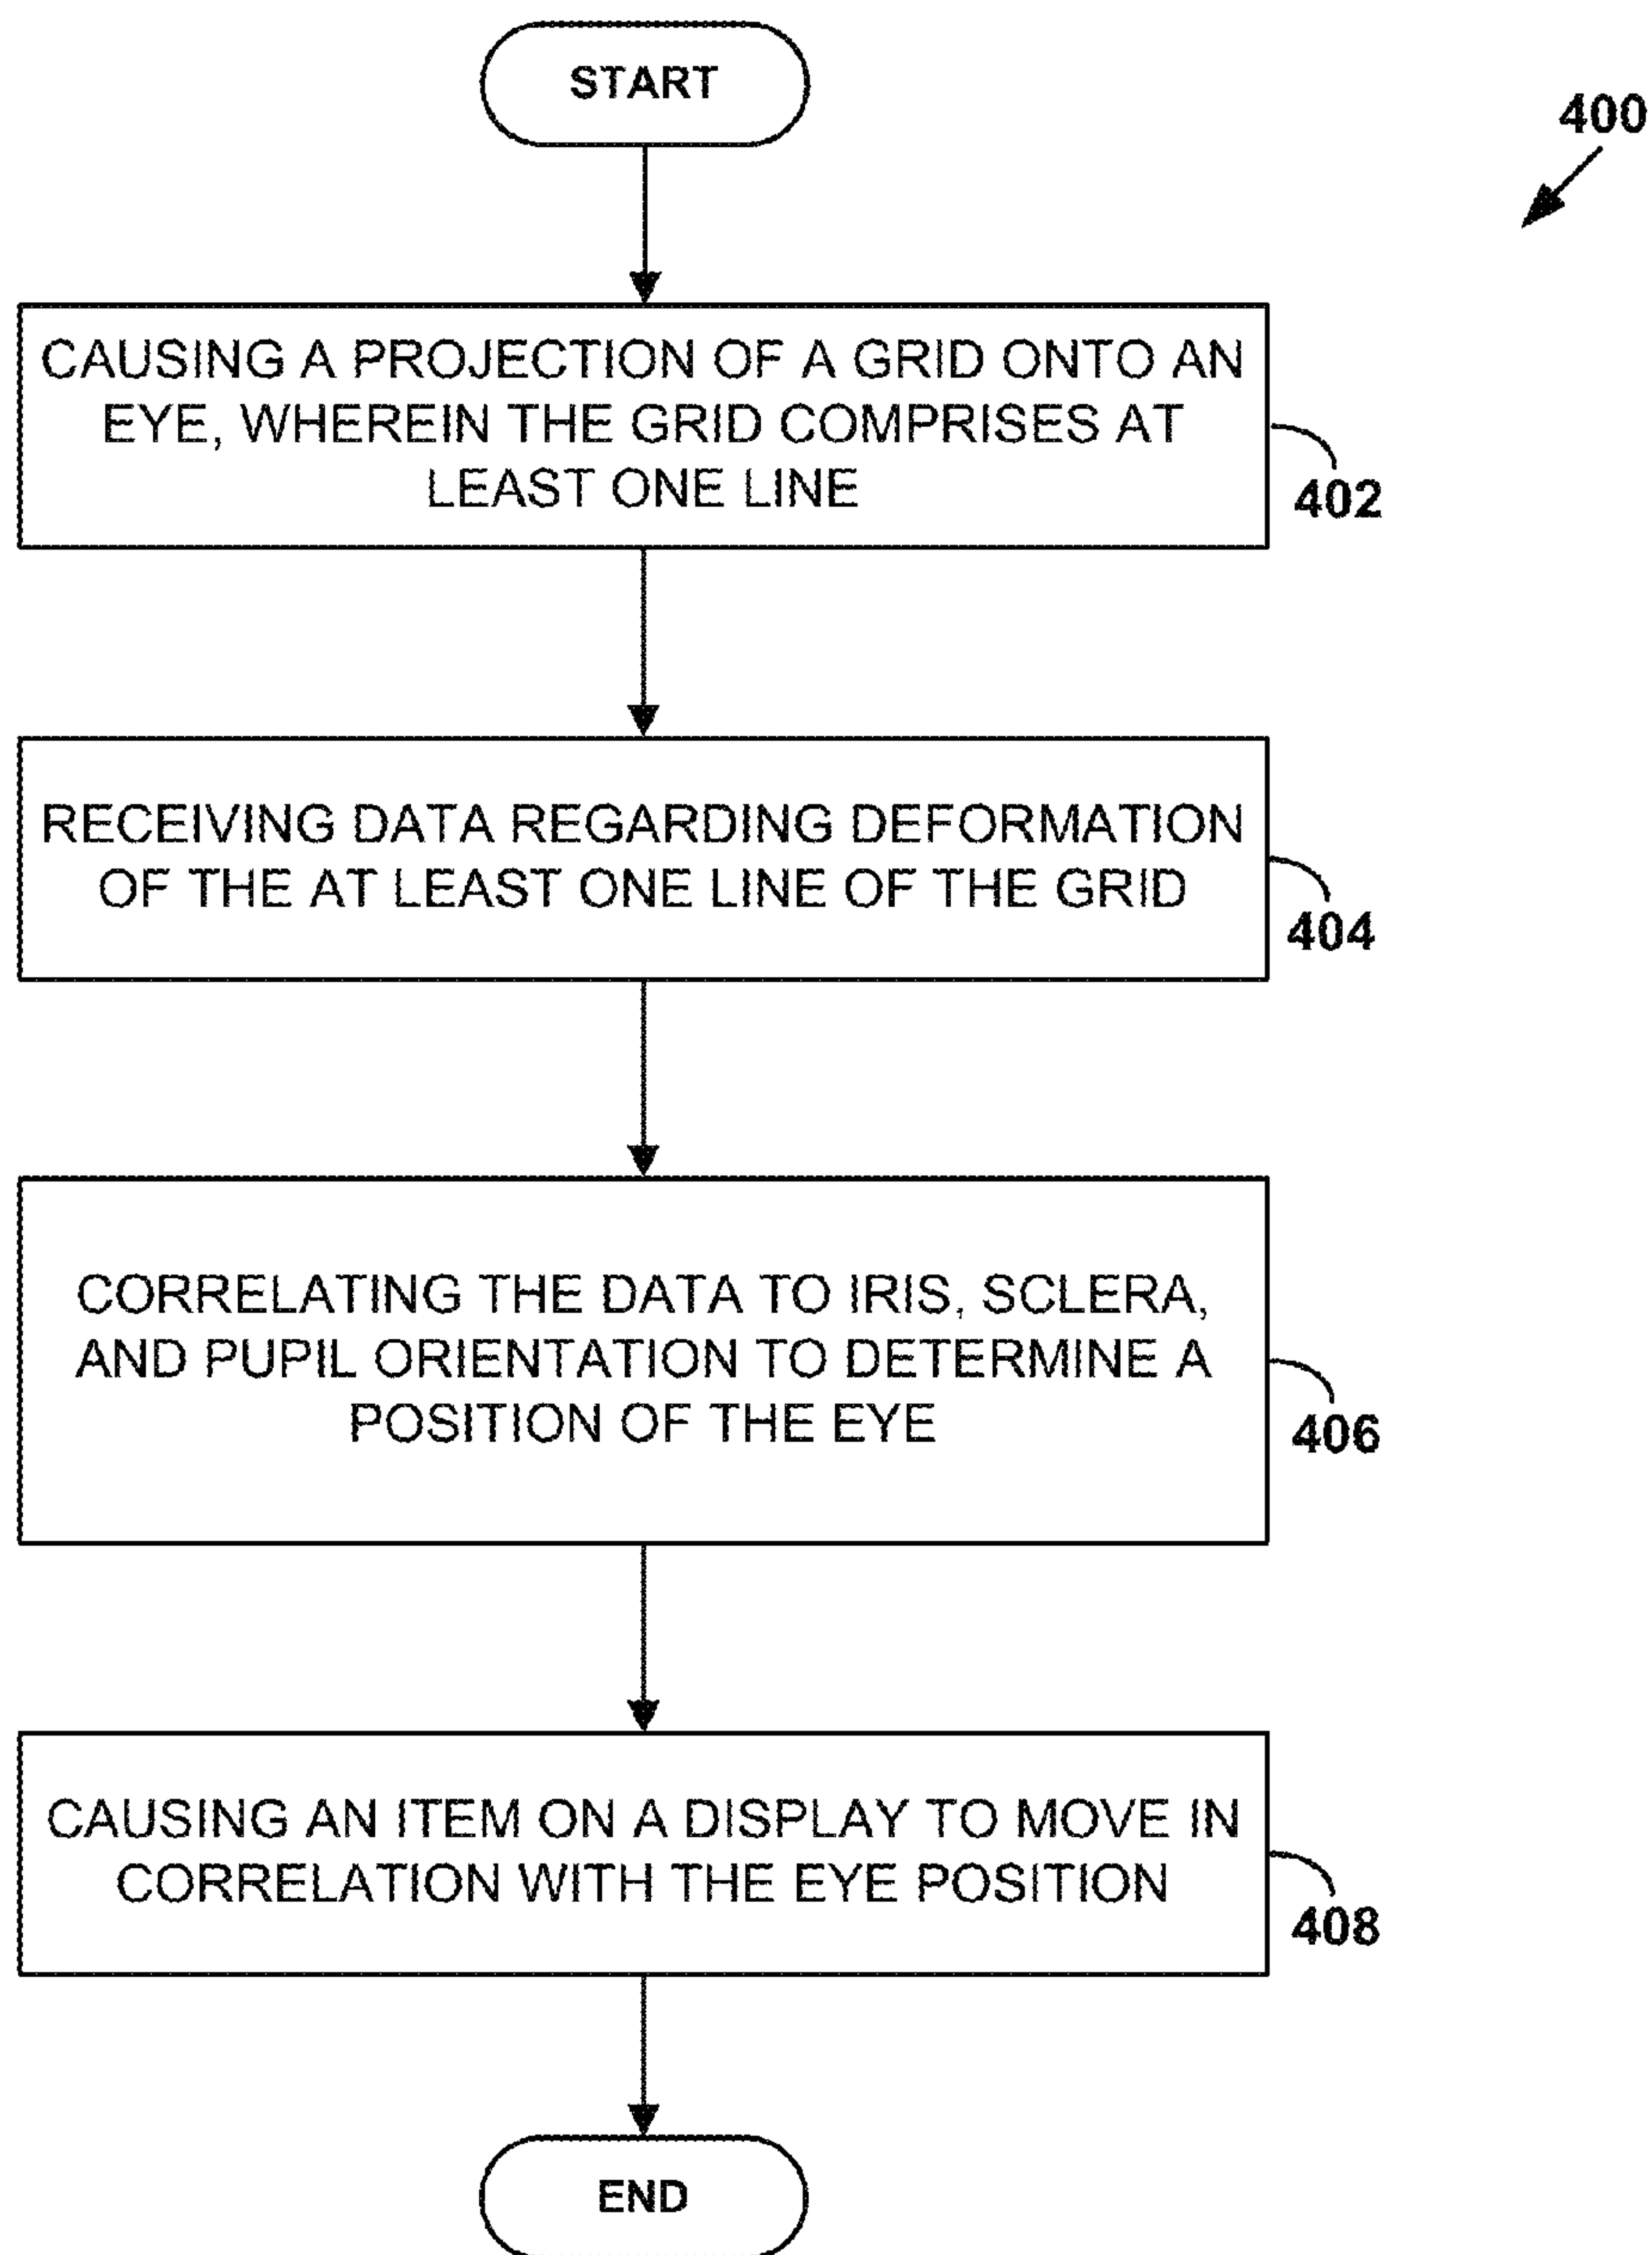 START
400
CAUSING A PROJECTION OF A GRID ONTO AN
EYE, WHEREIN THE GRID COMPRISES AT
LEAST ONE LINE
402
RECEIVING DATA REGARDING DEFORMATION
OF THE AT LEAST ONE LINE OF THE GRID
404
CORRELATING THE DATA TO IRIS, SCLERA,
AND PUPIL ORIENTATION TO DETERMINE A
POSITION OF THE EYE
406
CAUSING AN ITEM ON A DISPLAY TO MOVE IN
CORRELATION WITH THE EYE POSITION
408
END